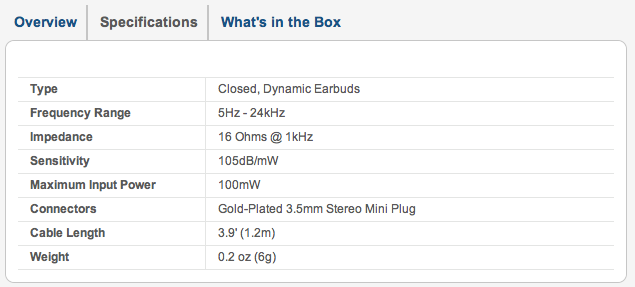 Overview Specifications What's in the Box
Type Closed, Dynamic Earbuds
Frequency Range 5Hz - 24kHz
Impedance 16 Ohms @ 1kHz
Sensitivity 105dB/mW
Maximum Input Power 100mW
Connectors Gold-Plated 3.5mm Stereo Mini Plug
Cable Length 3.9' (1.2m)
Weight 0.2 oz (6g)